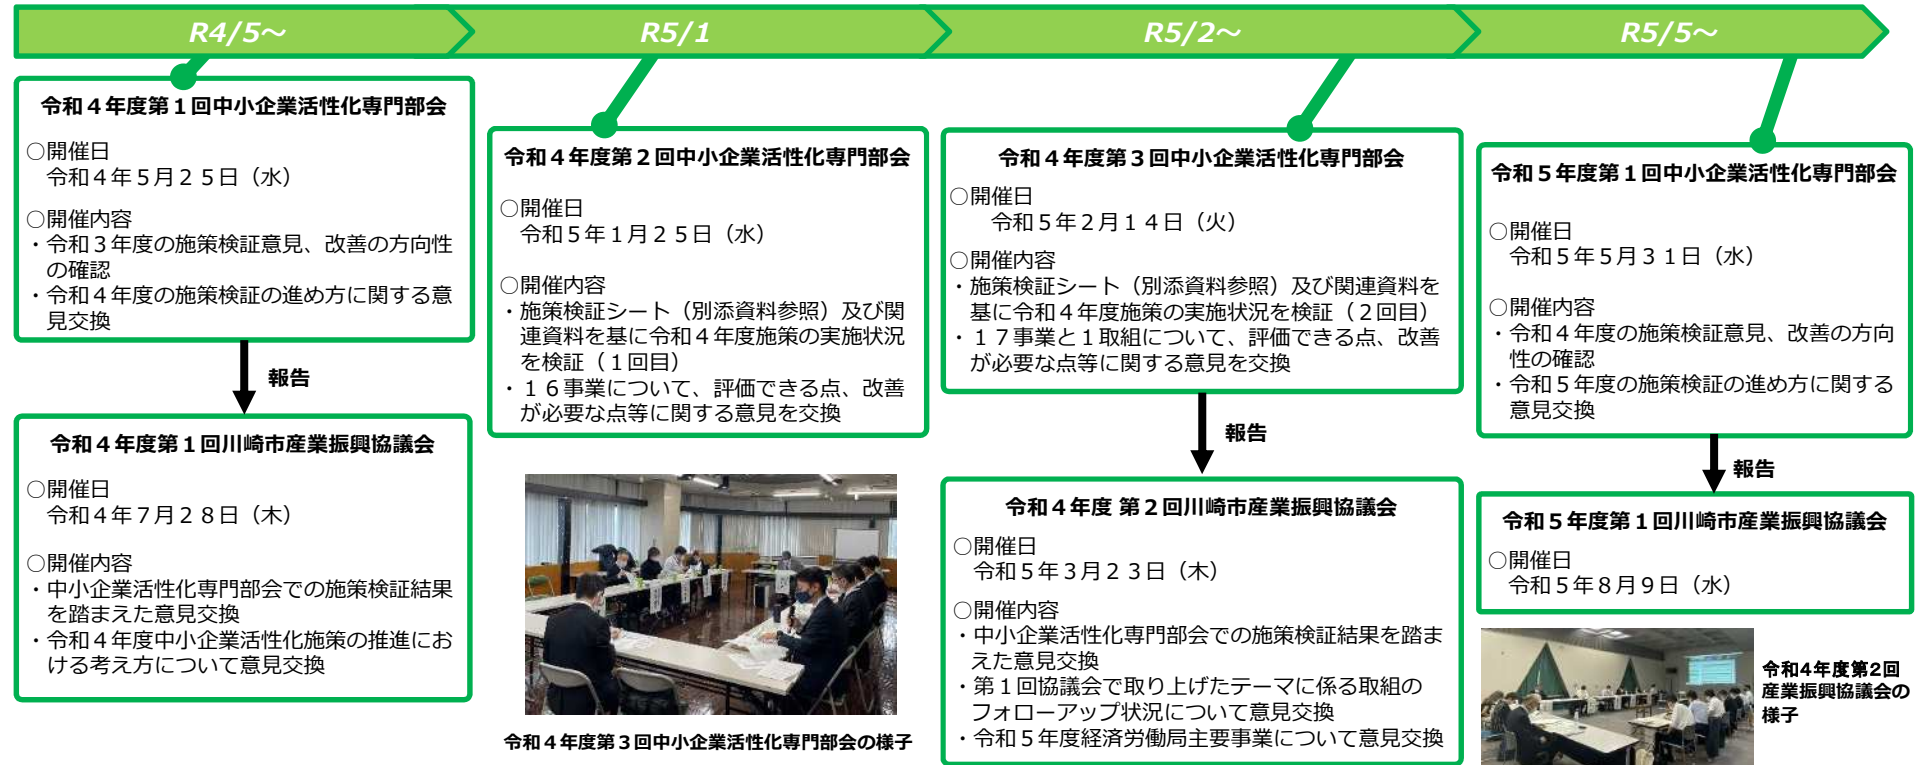 R4/5～
R5/1
R5/2～
R5/5～
令和４年度第１回中小企業活性化専門部会
○開催日
令和４年５月２５日（水）
○開催内容
・令和３年度の施策検証意見、改善の方向性
の確認
・令和４年度の施策検証の進め方に関する意
見交換
報告
令和４年度第１回川崎市産業振興協議会
○開催日
令和４年７月２８日（木）
○開催内容
・中小企業活性化専門部会での施策検証結果
を踏まえた意見交換
・令和４年度中小企業活性化施策の推進にお
ける考え方について意見交換
令和４年度第２回中小企業活性化専門部会
○開催日
令和５年１月２５日（水）
○開催内容
・施策検証シート（別添資料参照）及び関
連資料を基に令和４年度施策の実施状況
を検証（１回目）
・１６事業について、評価できる点、改善
が必要な点等に関する意見を交換
令和４年度第３回中小企業活性化専門部会の様子
令和４年度第３回中小企業活性化専門部会
○開催日
令和５年２月１４日（火）
○開催内容
・施策検証シート（別添資料参照）及び関連資料を
基に令和４年度施策の実施状況を検証（２回目）
・１７事業と１取組について、評価できる点、改善
が必要な点等に関する意見を交換
報告
令和４年度 第２回川崎市産業振興協議会
○開催日
令和５年３月２３日（木）
○開催内容
・中小企業活性化専門部会での施策検証結果を踏ま
えた意見交換
・第１回協議会で取り上げたテーマに係る取組の
フォローアップ状況について意見交換
・令和５年度経済労働局主要事業について意見交換
令和５年度第１回中小企業活性化専門部会
○開催日
令和５年５月３１日（水）
○開催内容
・令和４年度の施策検証意見、改善の方向
性の確認
・令和５年度の施策検証の進め方に関する
意見交換
報告
令和５年度第１回川崎市産業振興協議会
○開催日
令和５年８月９日（水）
令和4年度第2回
産業振興協議会の
様子